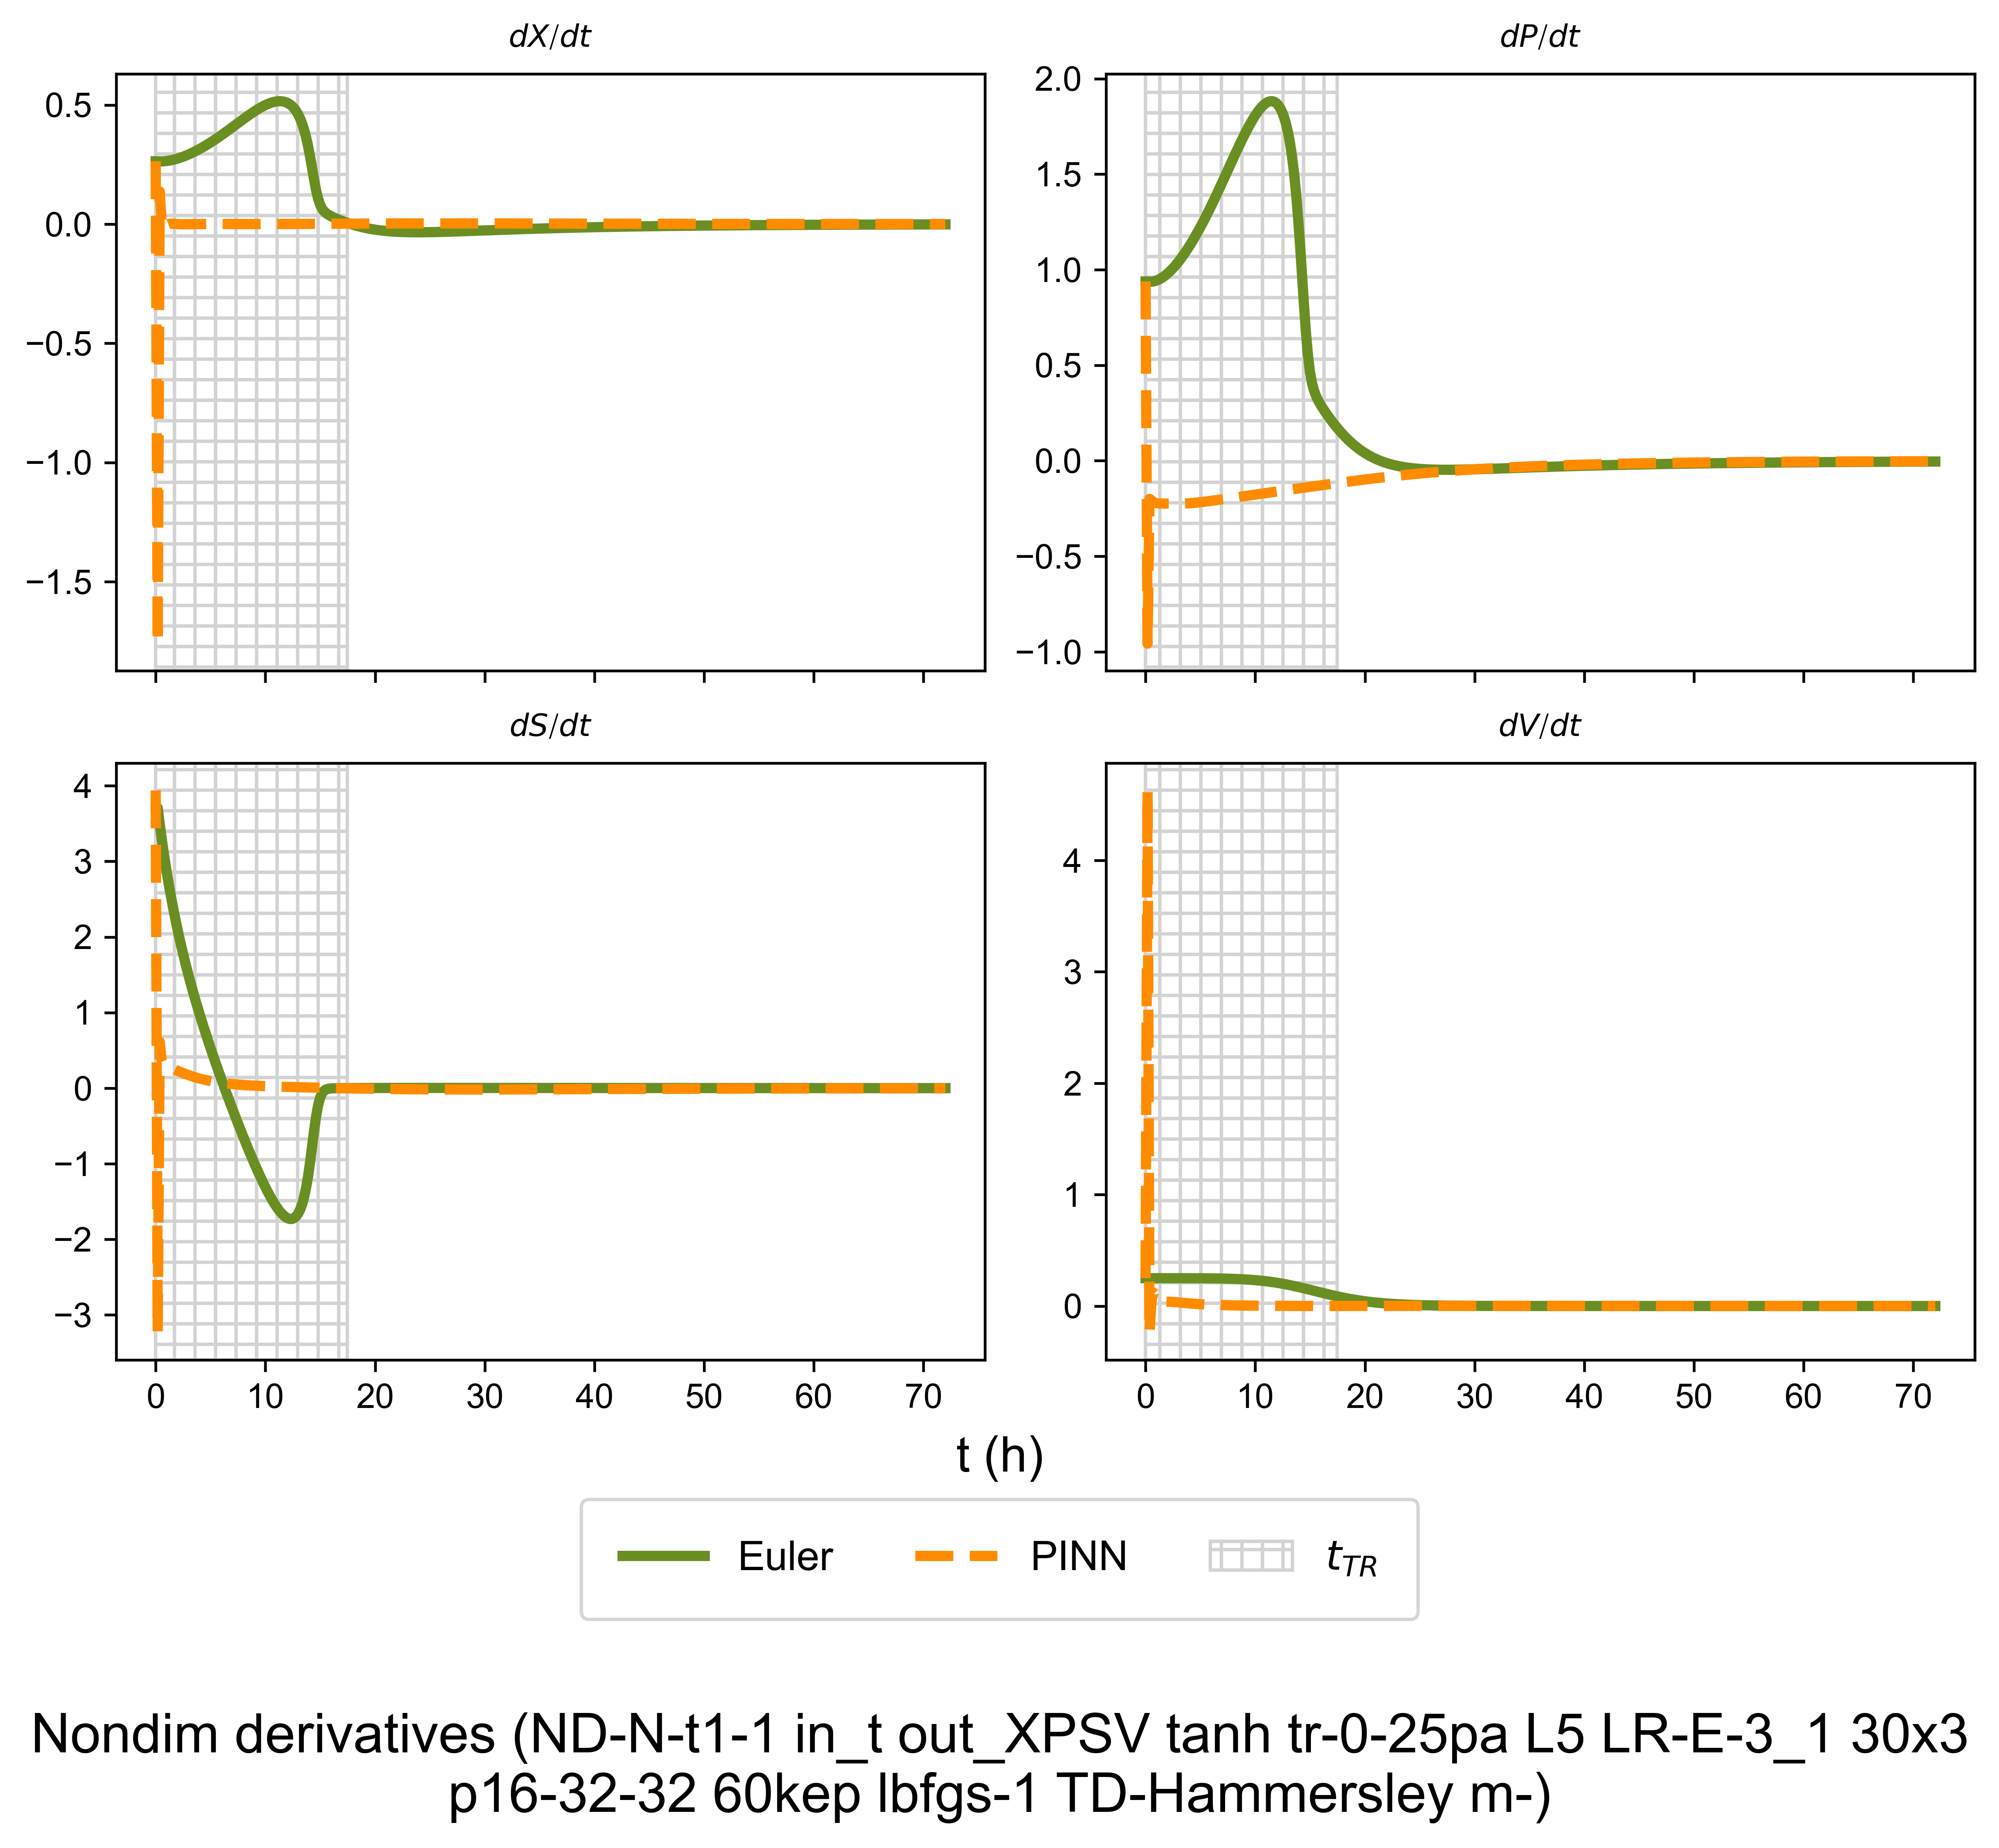 dX/dt
dP/dt
0.5
0.0
−0.5
−1.0
−1.5
2.0
1.5
1.0
0.5
0.0
−0.5
−1.0
dS/dt
dV/dt
4
3
2
1
0
−1
−2
−3
4
3
2
1
0
0 10 20 30 40 50 60 70
0 10 20 30 40 50 60 70
t (h)
Euler PINN t_TR
Nondim derivatives (ND-N-t1-1 in_t out_XPSV tanh tr-0-25pa L5 LR-E-3_1 30x3
p16-32-32 60kep lbfgs-1 TD-Hammersley m-)